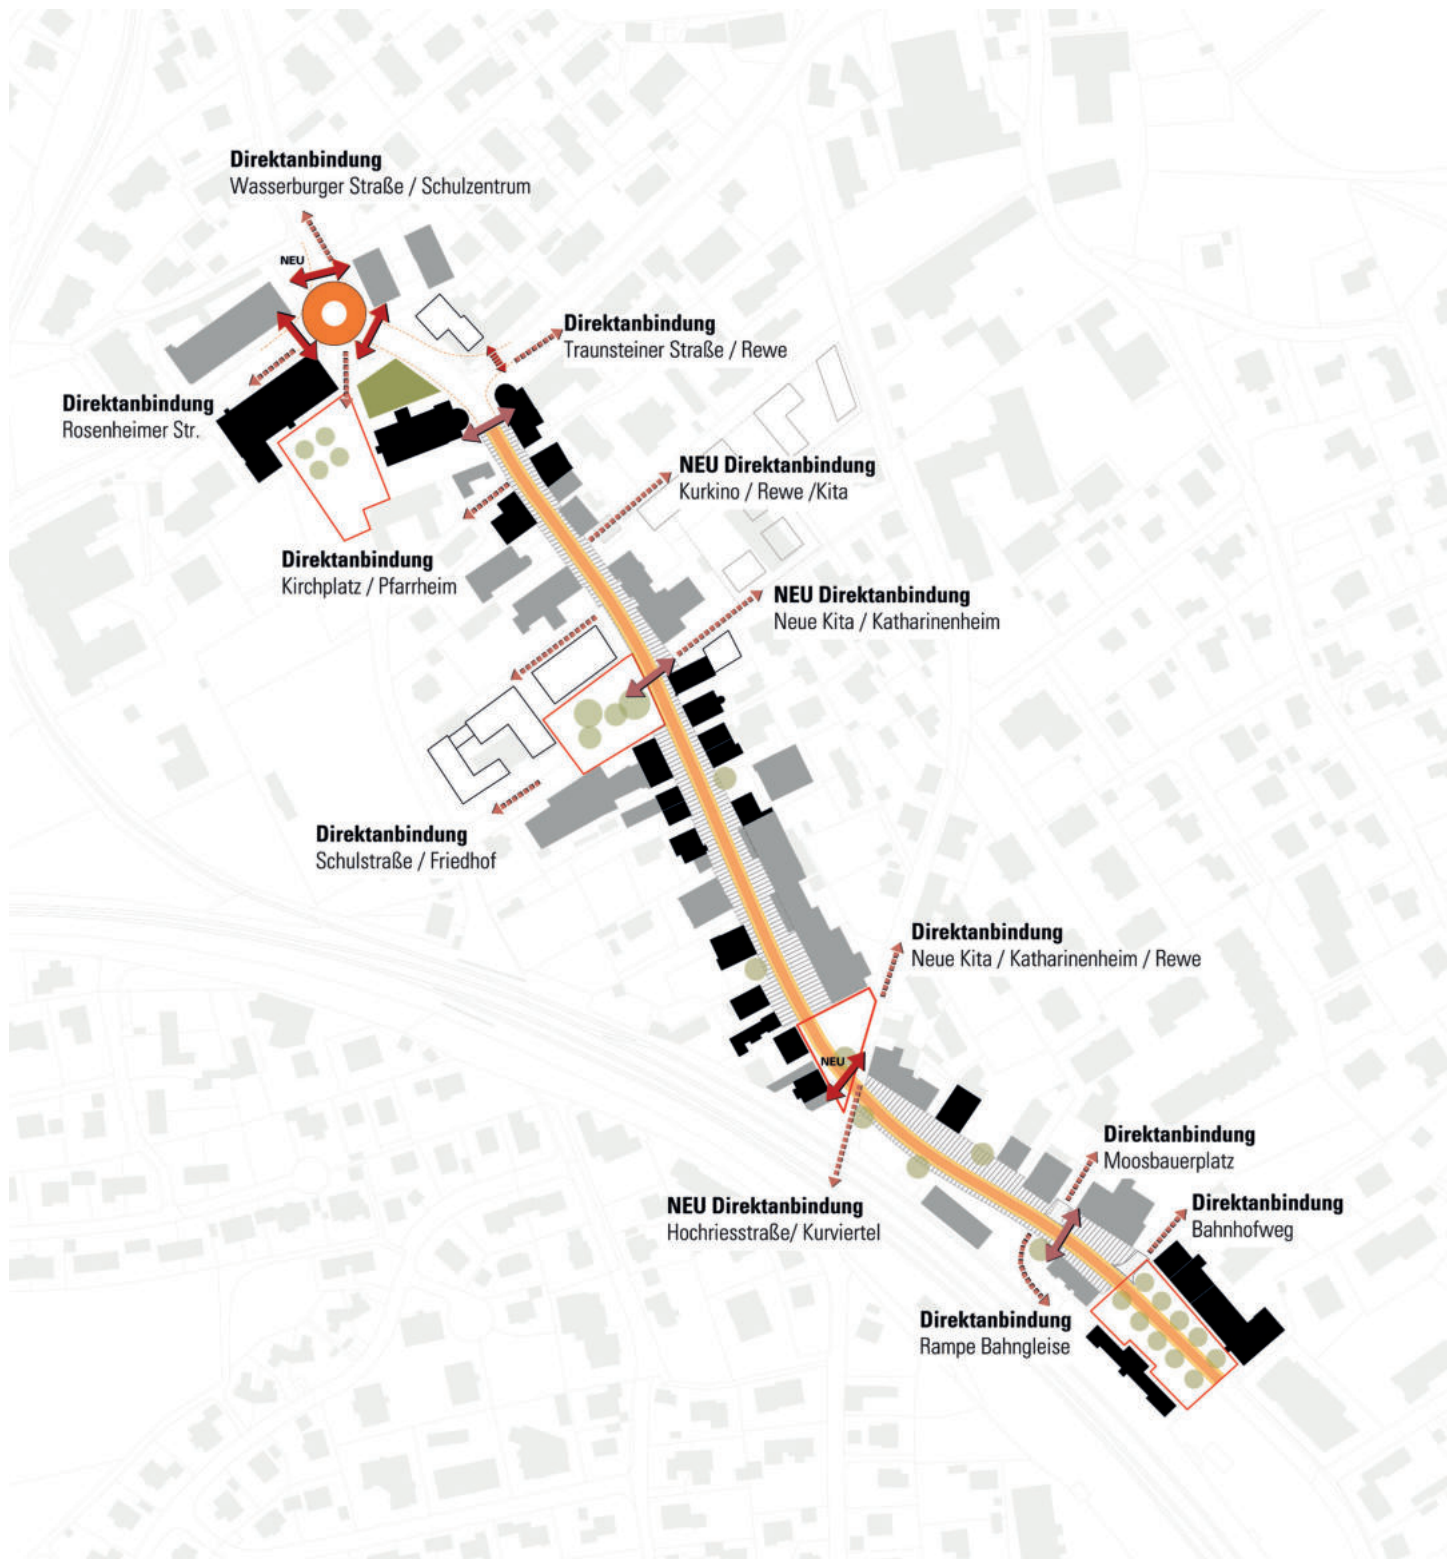 Direktanbindung
Wasserburger Straße / Schulzentrum
NEU
Direktanbindung
Traunsteiner Straße / Rewe
Direktanbindung
Rosenheimer Str.
NEU Direktanbindung
Kurkino / Rewe /Kita
Direktanbindung
Kirchplatz / Pfarrheim
NEU Direktanbindung
Neue Kita / Katharinenheim
Direktanbindung
Schulstraße / Friedhof
Direktanbindung
Neue Kita / Katharinenheim / Rewe
NEU
Direktanbindung
Moosbauerplatz
NEU Direktanbindung
Hochriesstraße/ Kurviertel
Direktanbindung
Bahnhofweg
Direktanbindung
Rampe Bahngleise